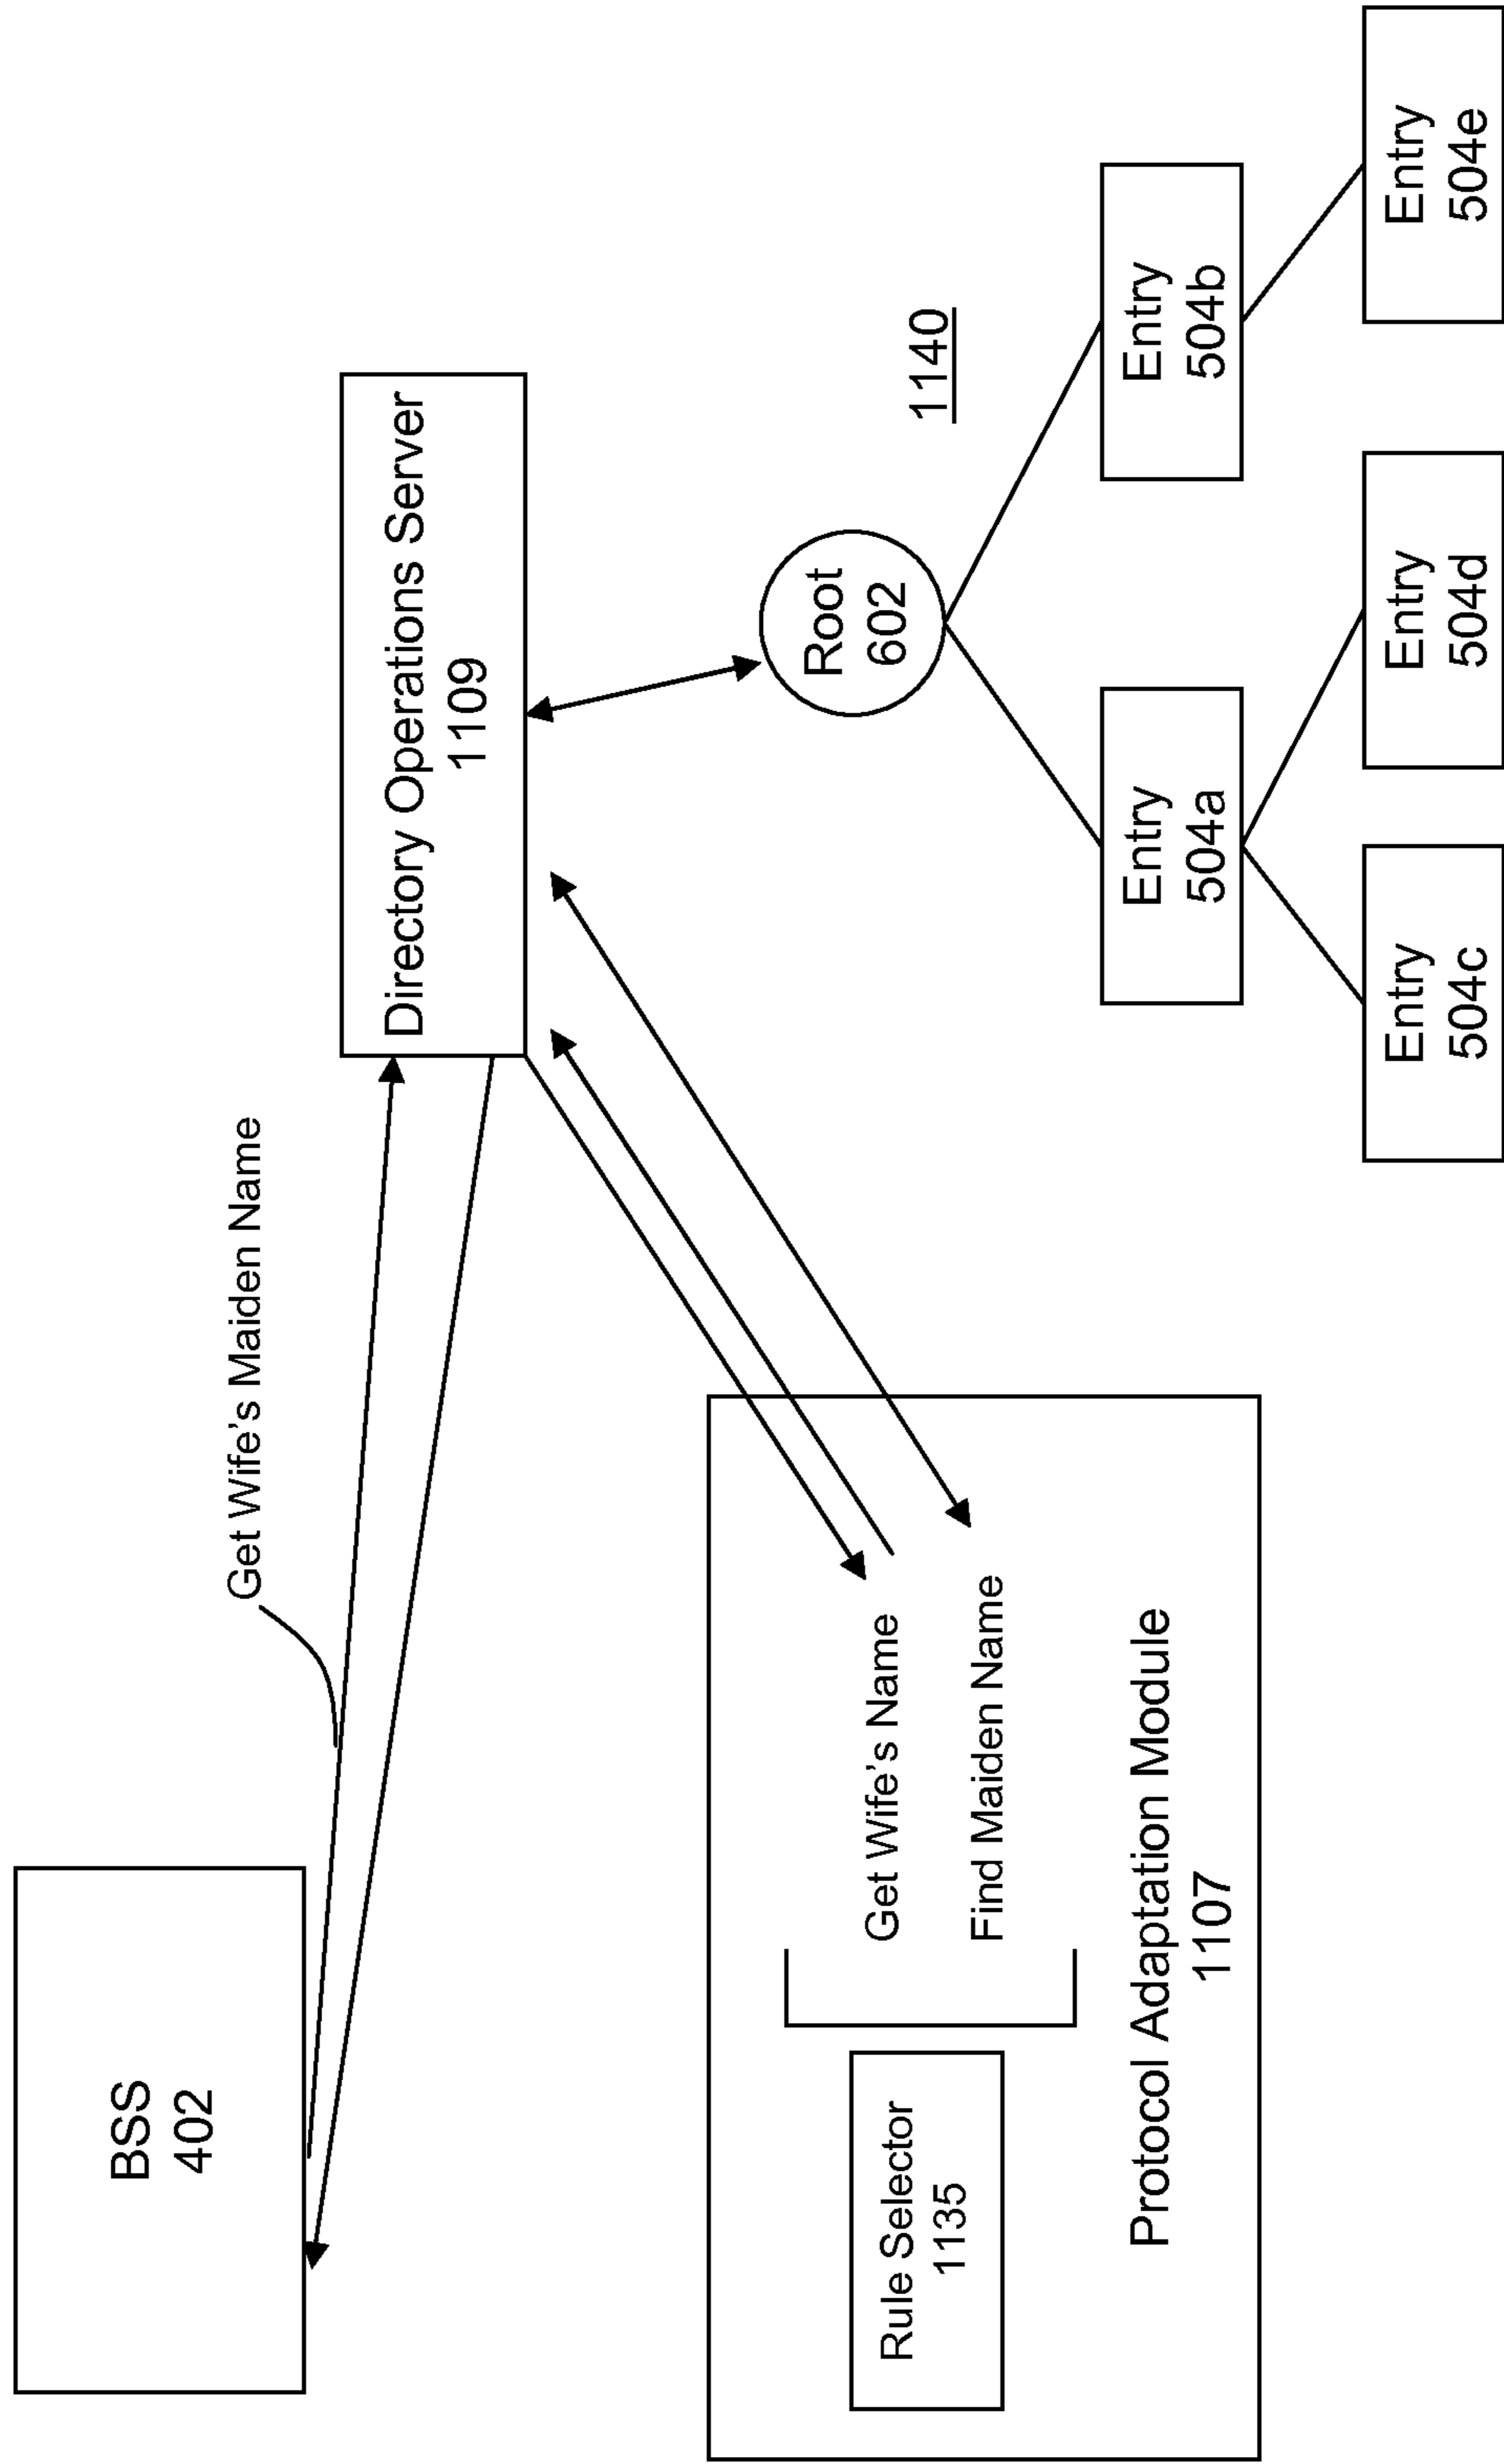 BSS
402
Get Wife's Maiden Name
Directory Operations Server
1109
Rule Selector
1135
Get Wife's Name
Find Maiden Name
Protocol Adaptation Module
1107
Root
602
1140
Entry
504a
Entry
504b
Entry
504c
Entry
504d
Entry
504e